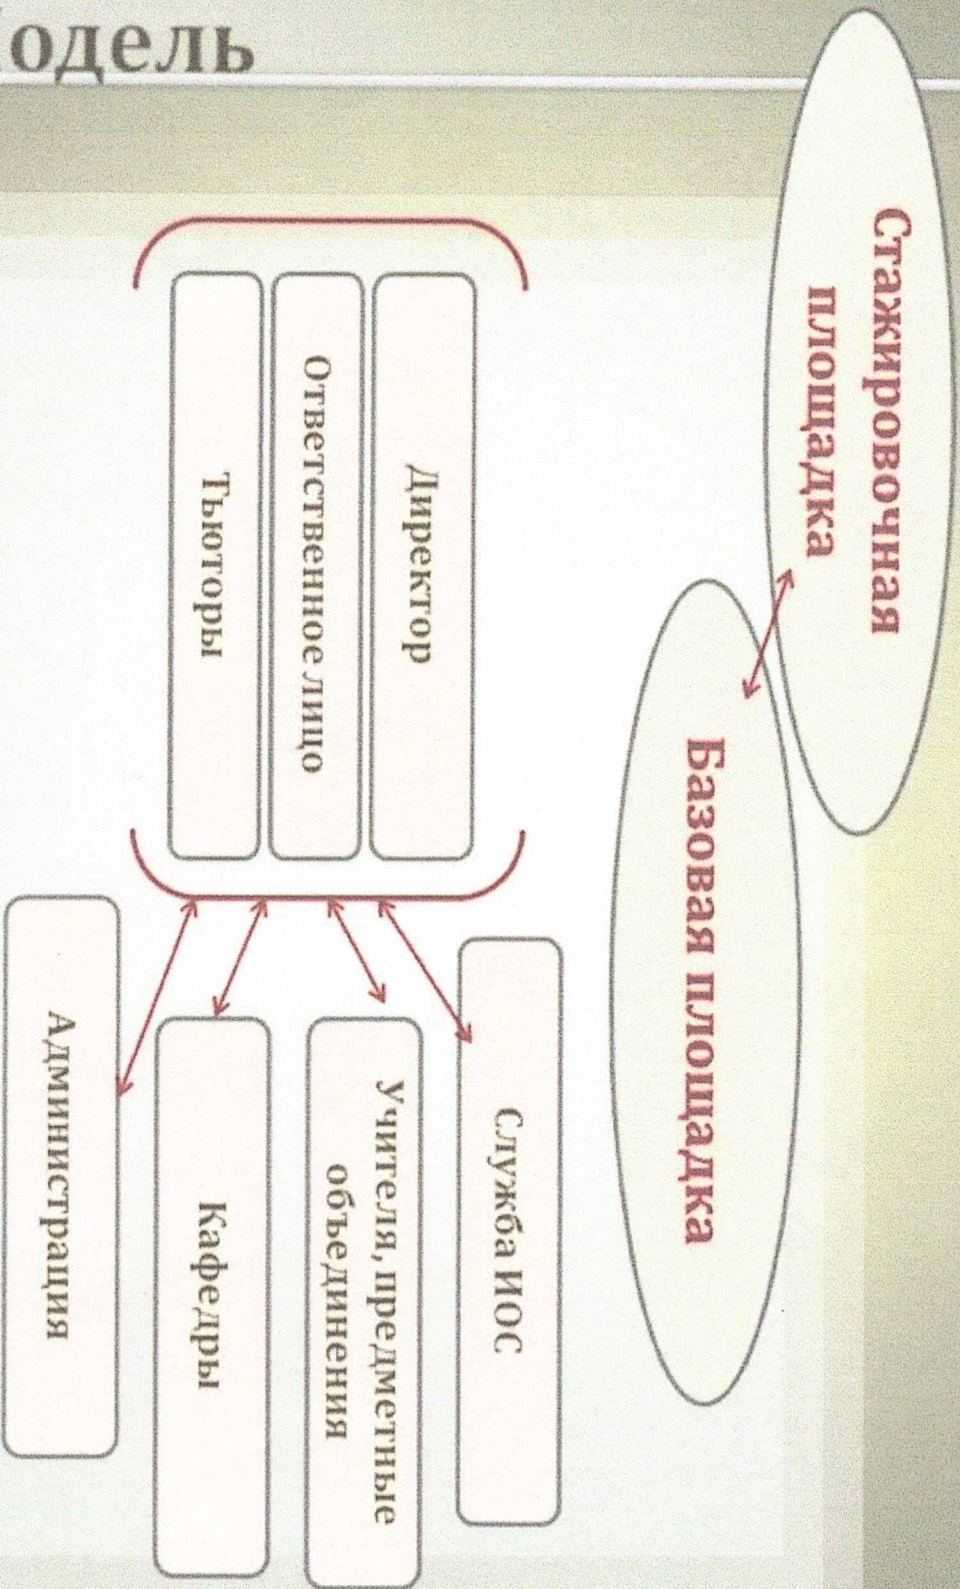 одель
Стажировочная
площадка
Базовая площадка
Директор
Ответственное лицо
Тьюторы
Служба ИОС
Учителя, предметные
объединения
Кафедры
Администрация